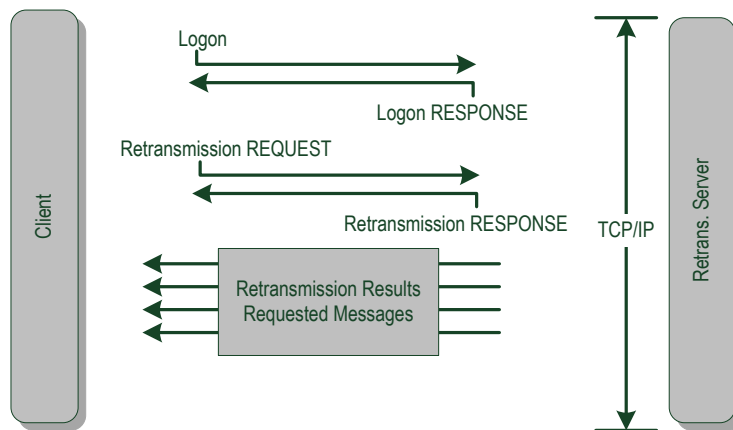 Logon
Logon RESPONSE
Retransmission REQUEST
Retransmission RESPONSE
Client
TCP/IP
Retrans. Server
Retransmission Results
Requested Messages